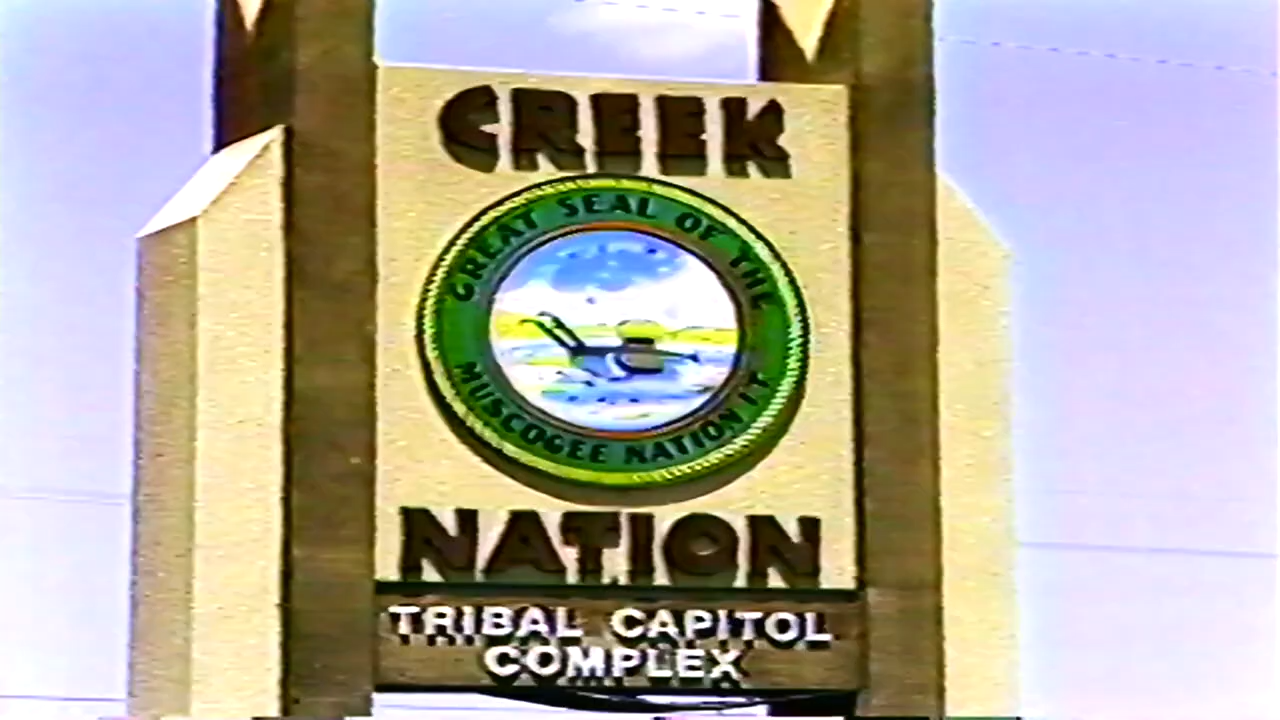 CREEK
GREAT SEAL OF THE
MUSCOGEE NATION I.T.
NATION
TRIBAL CAPITOL
COMPLEX